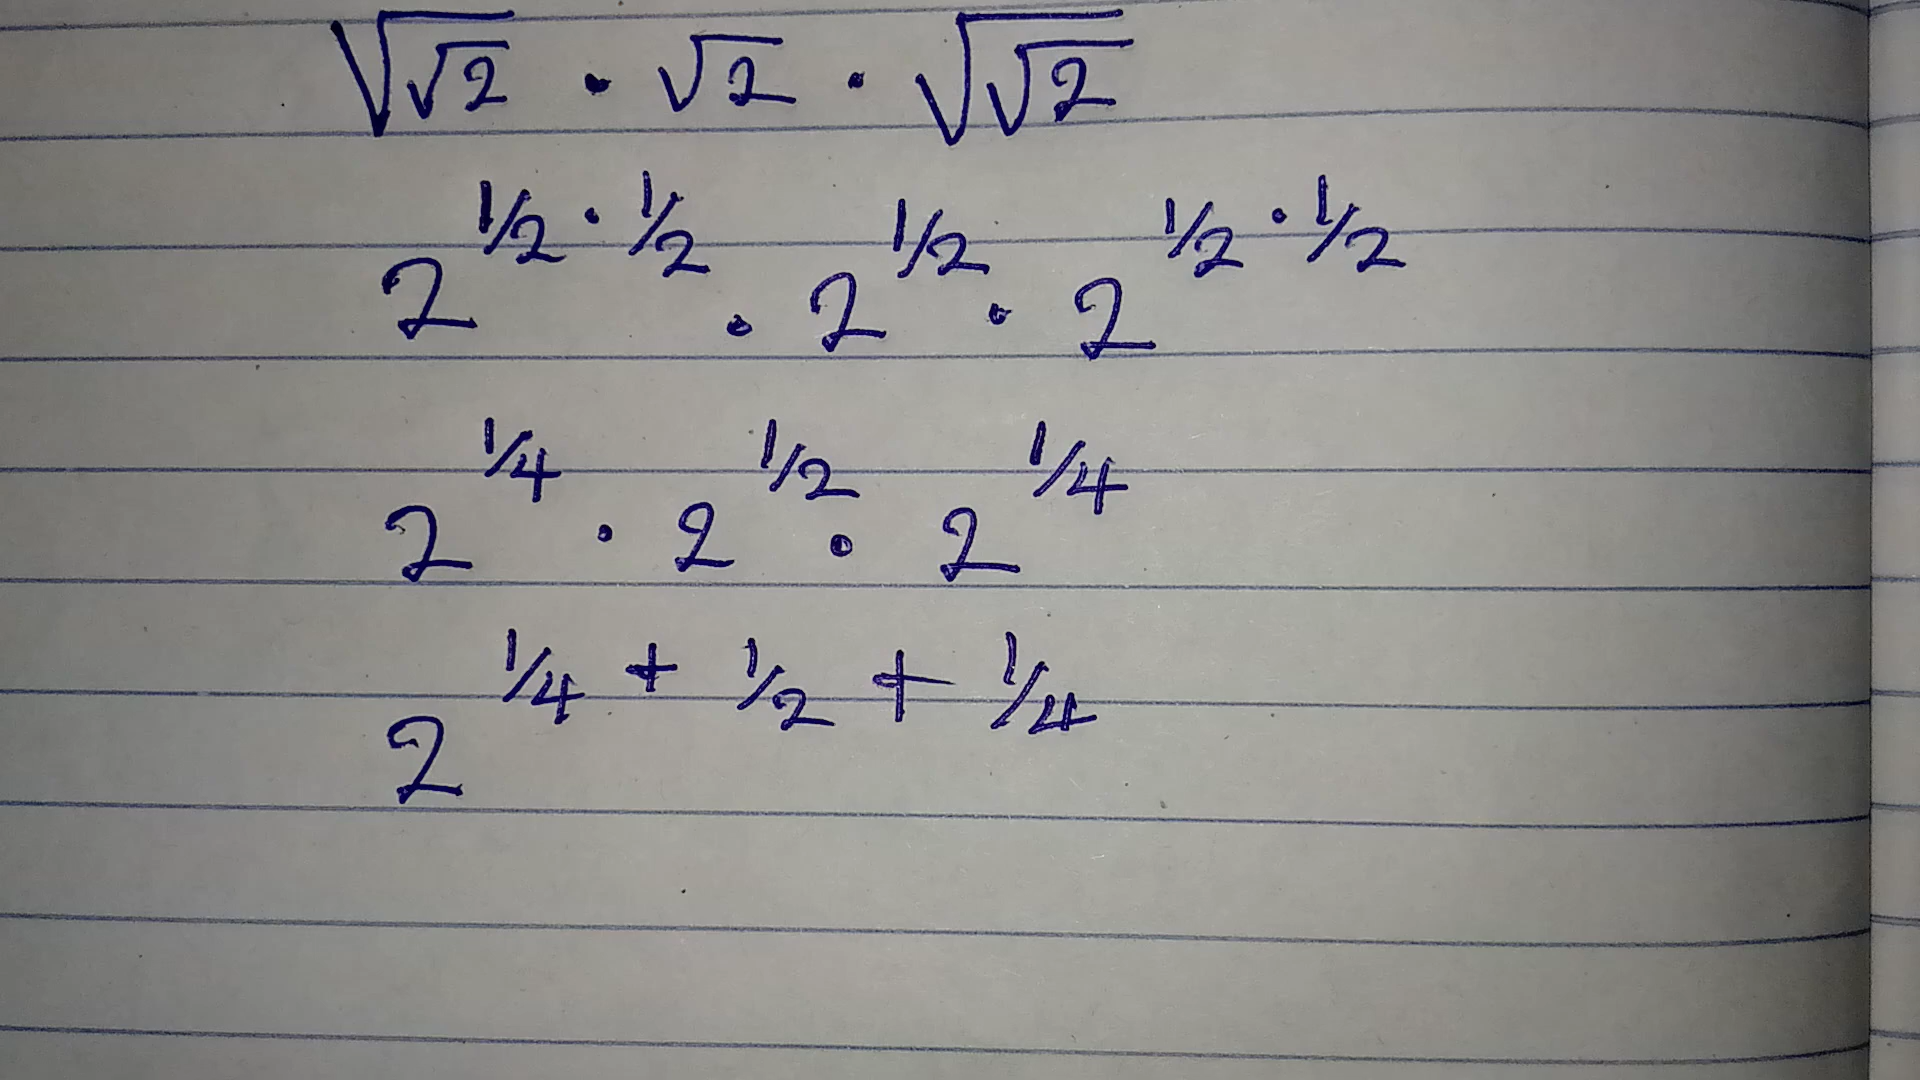 √√2 · √2 · √√2
2^1/2 · 1/2 · 2^1/2 · 2^1/2 · 1/2
2^1/4 · 2^1/2 · 2^1/4
2^1/4 + 1/2 + 1/4